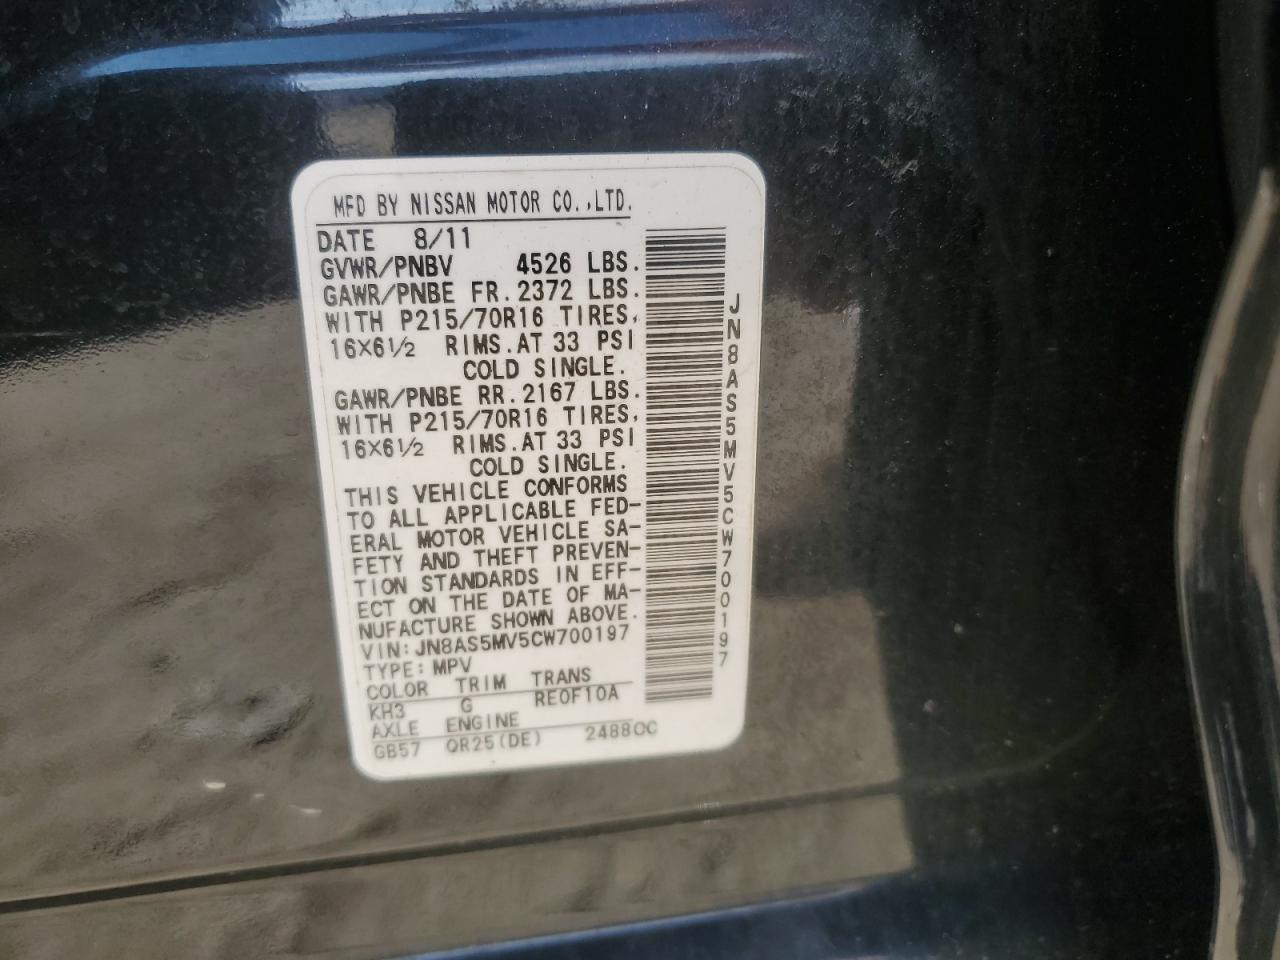 MFD BY NISSAN MOTOR CO.,LTD.
DATE 8/11
GVWR/PNBV 4526 LBS.
GAWR/PNBE FR. 2372 LBS.
WITH P215/70R16 TIRES,
16X6½ RIMS.AT 33 PSI
COLD SINGLE.
GAWR/PNBE RR. 2167 LBS.
WITH P215/70R16 TIRES,
16X6½ RIMS.AT 33 PSI
COLD SINGLE.
THIS VEHICLE CONFORMS
TO ALL APPLICABLE FED-
ERAL MOTOR VEHICLE SA-
FETY AND THEFT PREVEN-
TION STANDARDS IN EFF-
ECT ON THE DATE OF MA-
NUFACTURE SHOWN ABOVE.
VIN: JN8AS5MV5CW700197
TYPE: MPV
COLOR TRIM TRANS
KH3 G RE0F10A
AXLE ENGINE
GB57 QR25(DE) 2488CC
JN8AS5MV5CW700197